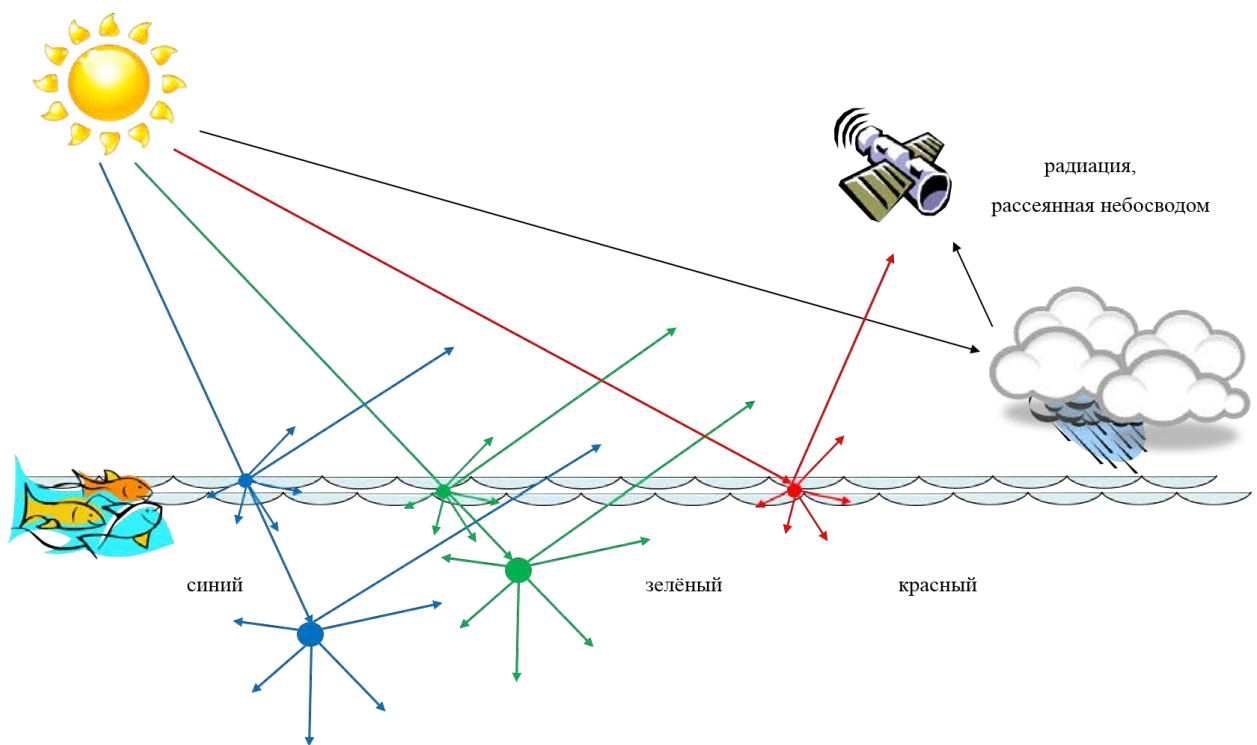 радиация,
рассеянная небосводом
синий
зелёный
красный